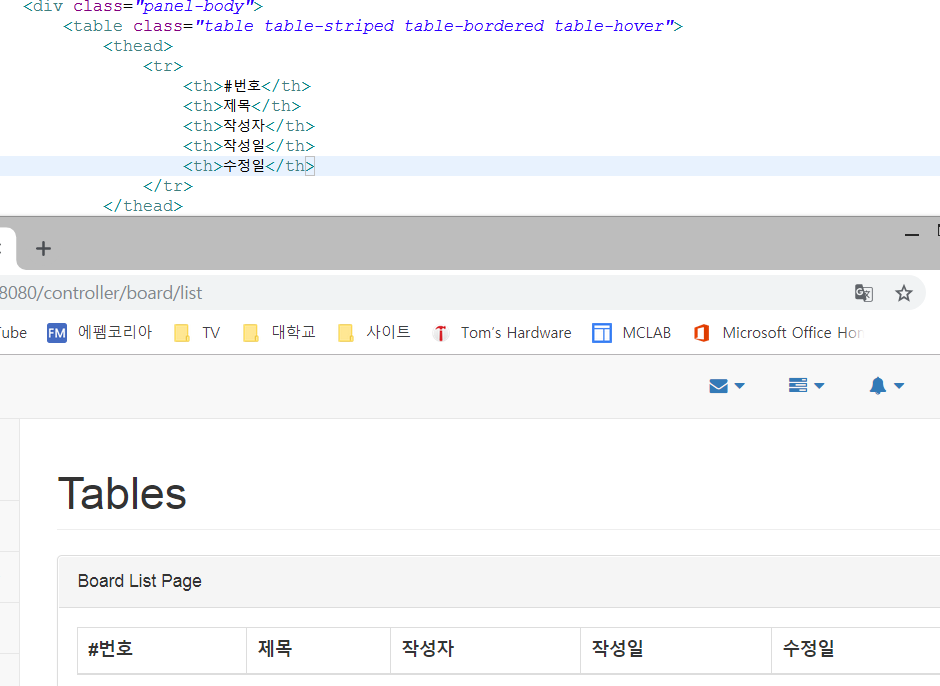 <div class="panel-body">
<table class="table table-striped table-bordered table-hover">
<thead>
<tr>
<th>#번호</th>
<th>제목</th>
<th>작성자</th>
<th>작성일</th>
<th>수정일</th>
</tr>
</thead>
8080/controller/board/list
ube FM 에펨코리아 TV 대학교 사이트 Tom's Hardware MCLAB Microsoft Office Hon
Tables
Board List Page
#번호 제목 작성자 작성일 수정일